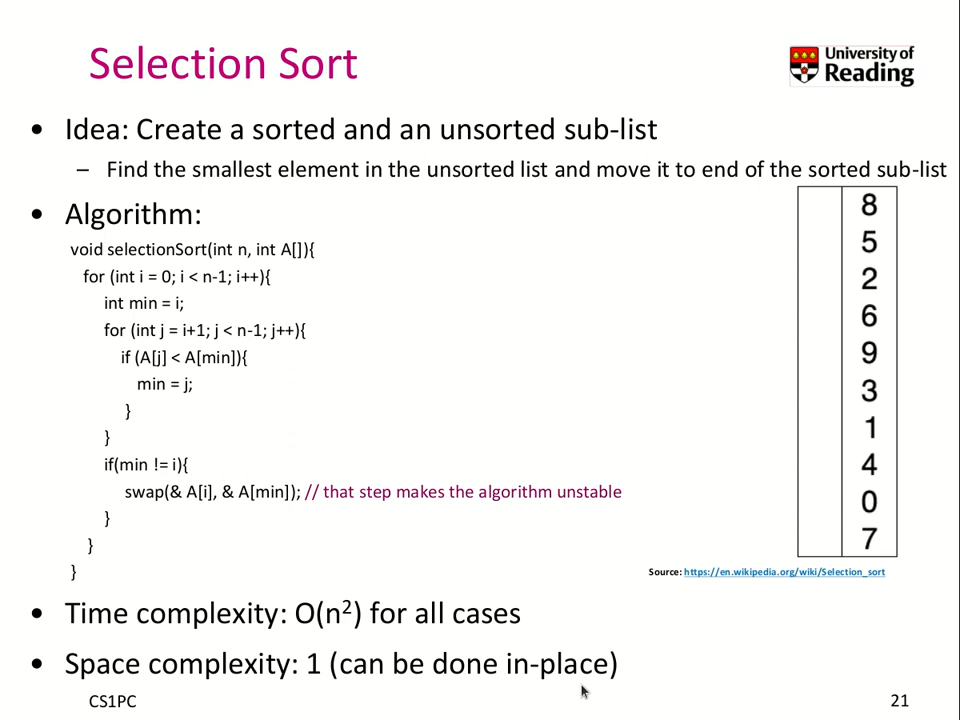 Selection Sort
University of
Reading
• Idea: Create a sorted and an unsorted sub-list
– Find the smallest element in the unsorted list and move it to end of the sorted sub-list
• Algorithm:
void selectionSort(int n, int A[]){
for (int i = 0; i < n-1; i++){
int min = i;
for (int j = i+1; j < n-1; j++){
if (A[j] < A[min]){
min = j;
}
}
if(min != i){
swap(& A[i], & A[min]); // that step makes the algorithm unstable
}
}
}
8
5
2
6
9
3
1
4
0
7
Source: https://en.wikipedia.org/wiki/Selection_sort
• Time complexity: O(n²) for all cases
• Space complexity: 1 (can be done in-place)
CS1PC
21